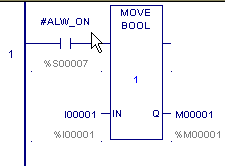 MOVE
#ALW_ON
BOOL
1
%S00007
1
I00001
IN
Q
M00001
%I00001
%M00001